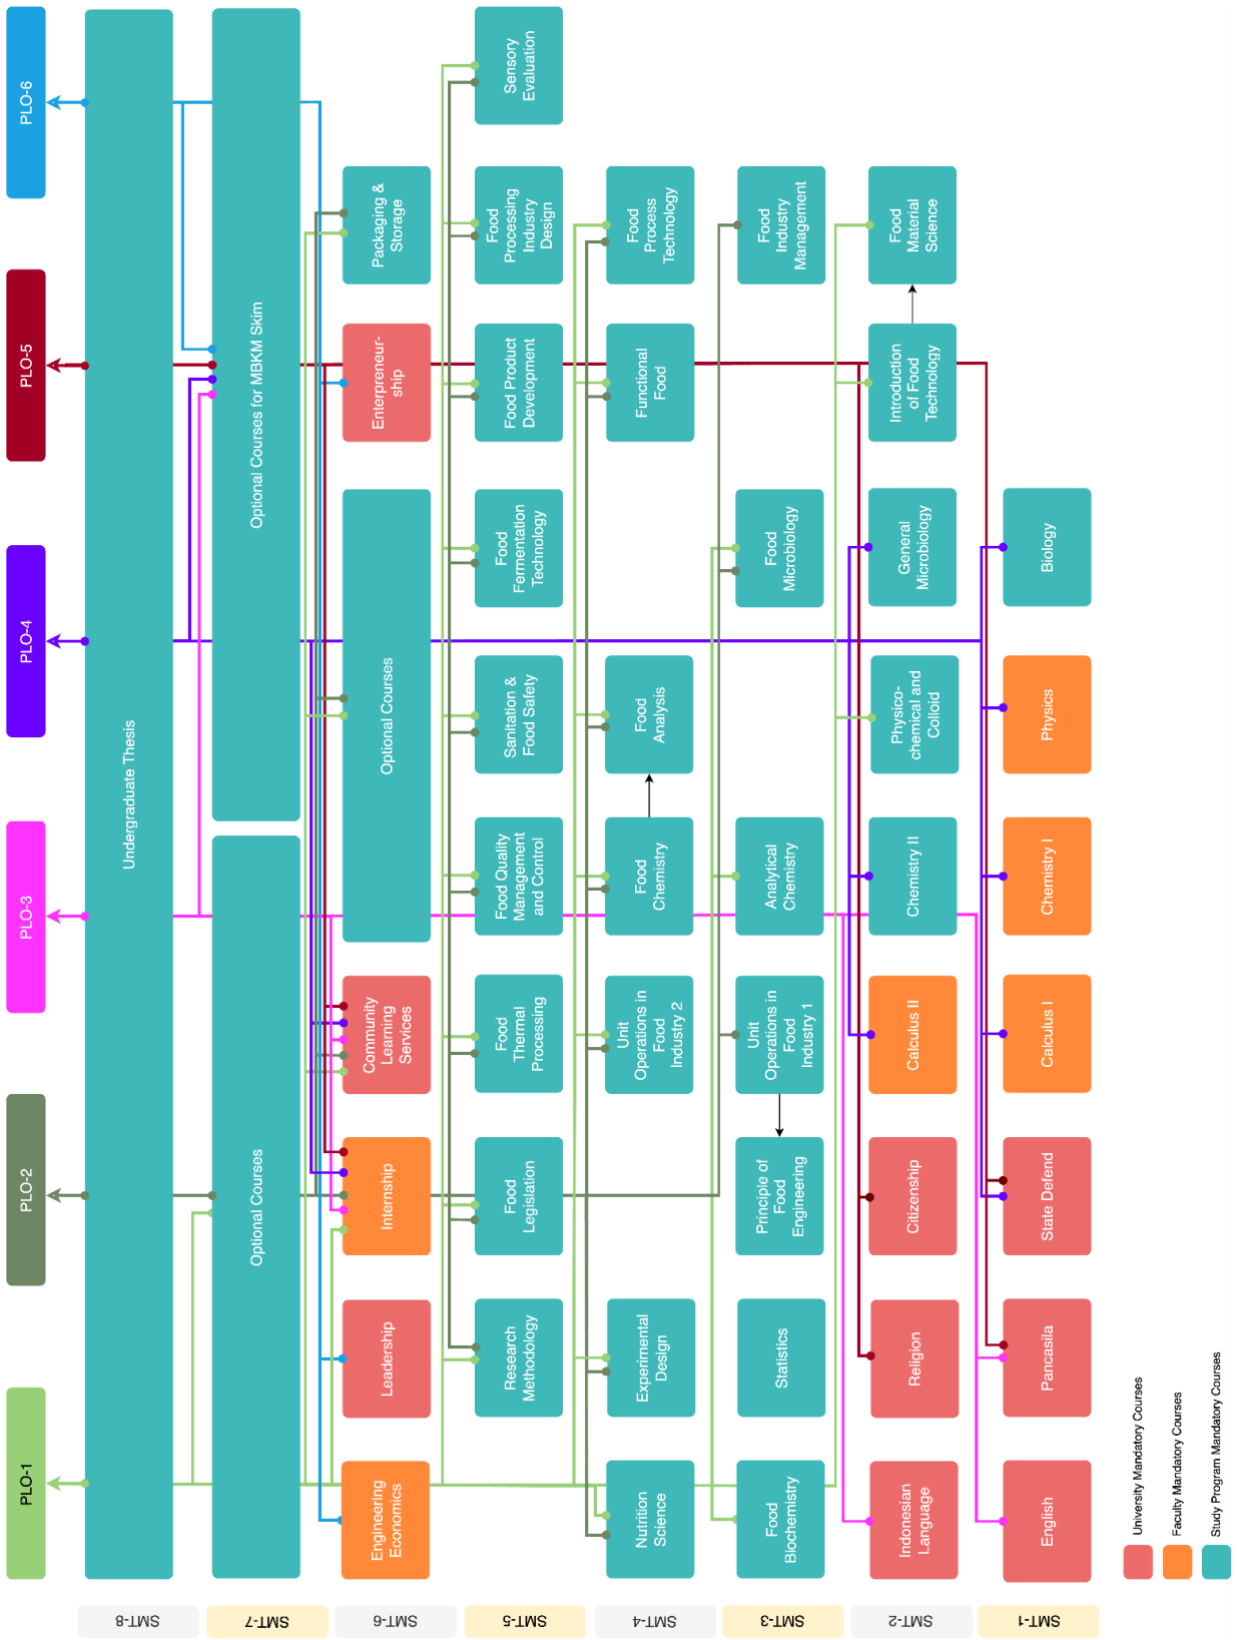 PLO-1
PLO-2
PLO-3
PLO-4
PLO-5
PLO-6
SMT-8
Undergraduate Thesis
SMT-7
Optional Courses
Optional Courses for MBKM Skim
SMT-6
Engineering
Economics
Leadership
Internship
Community
Learning
Services
Optional Courses
Enterpreneur-
ship
Packaging &
Storage
SMT-5
Research
Methodology
Food
Legislation
Food
Thermal
Processing
Food Quality
Management
and Control
Sanitation &
Food Safety
Food
Fermentation
Technology
Food Product
Development
Food
Processing
Industry
Design
Sensory
Evaluation
SMT-4
Nutrition
Science
Experimental
Design
Unit
Operations in
Food
Industry 2
Food
Chemistry
Food
Analysis
Functional
Food
Food
Process
Technology
SMT-3
Food
Biochemistry
Statistics
Principle of
Food
Engineering
Unit
Operations in
Food
Industry 1
Analytical
Chemistry
Food
Microbiology
Food
Industry
Management
SMT-2
Indonesian
Language
Religion
Citizenship
Calculus II
Chemistry II
Physico-
chemical and
Colloid
General
Microbiology
Introduction
of Food
Technology
Food
Material
Science
SMT-1
English
Pancasila
State Defend
Calculus I
Chemistry I
Physics
Biology
University Mandatory Courses
Faculty Mandatory Courses
Study Program Mandatory Courses